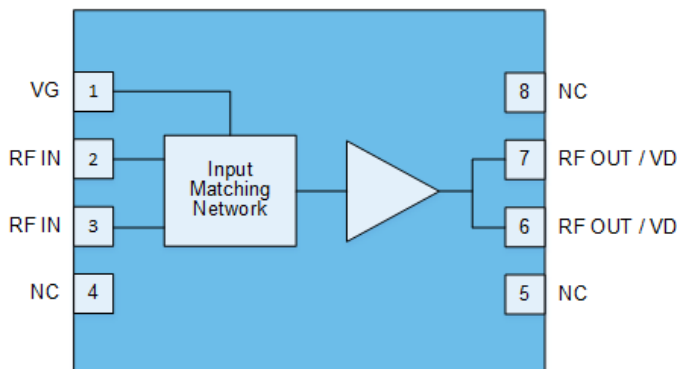 VG 1
8 NC
RF IN 2
7 RF OUT / VD
Input
Matching
Network
RF IN 3
6 RF OUT / VD
NC 4
5 NC